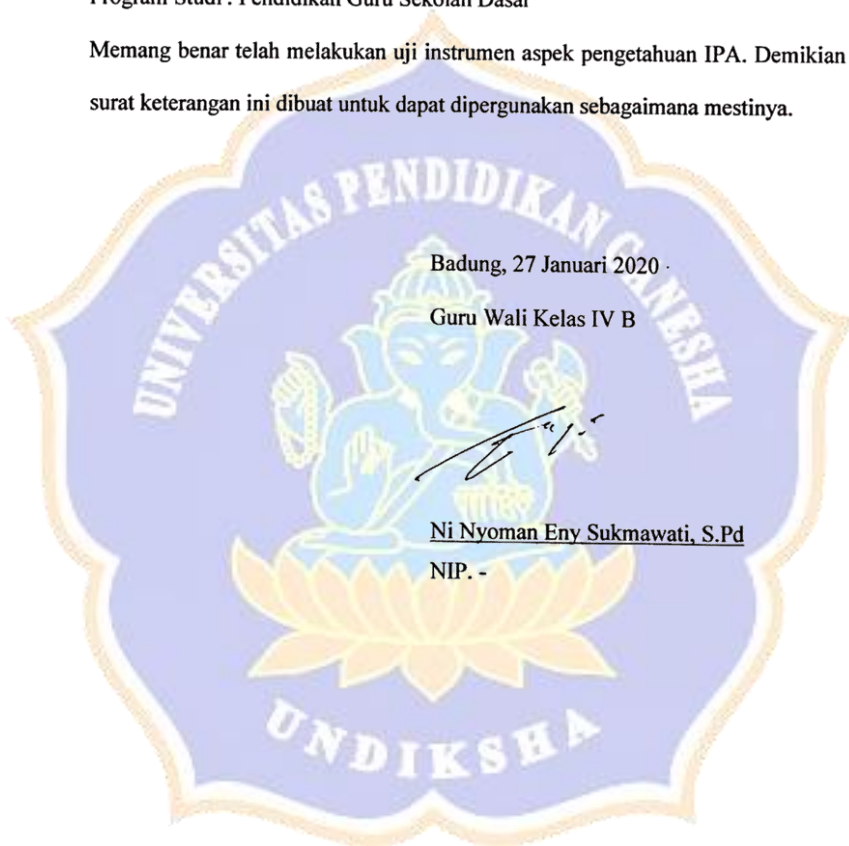 Program Studi : Pendidikan Guru Sekolah Dasar
Memang benar telah melakukan uji instrumen aspek pengetahuan IPA. Demikian
surat keterangan ini dibuat untuk dapat dipergunakan sebagaimana mestinya.
UNIVERSITAS PENDIDIKAN GANESHA
Badung, 27 Januari 2020
Guru Wali Kelas IV B
Ni Nyoman Eny Sukmawati, S.Pd
NIP. -
UNDIKSHA